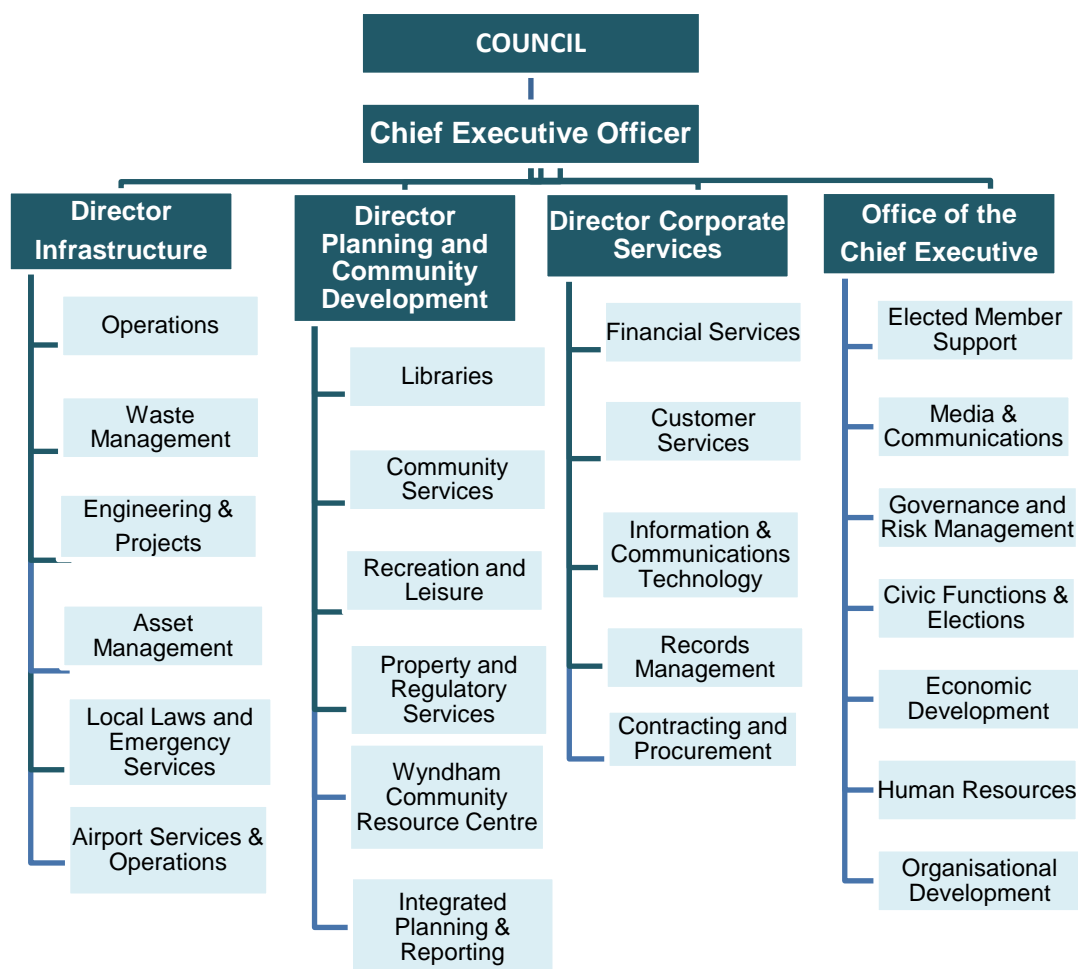 COUNCIL
Chief Executive Officer
Director
Infrastructure
Operations
Waste
Management
Engineering &
Projects
Asset
Management
Local Laws and
Emergency
Services
Airport Services &
Operations
Director
Planning and
Community
Development
Libraries
Community
Services
Recreation and
Leisure
Property and
Regulatory
Services
Wyndham
Community
Resource Centre
Integrated
Planning &
Reporting
Director Corporate
Services
Financial Services
Customer
Services
Information &
Communications
Technology
Records
Management
Contracting and
Procurement
Office of the
Chief Executive
Elected Member
Support
Media &
Communications
Governance and
Risk Management
Civic Functions &
Elections
Economic
Development
Human Resources
Organisational
Development